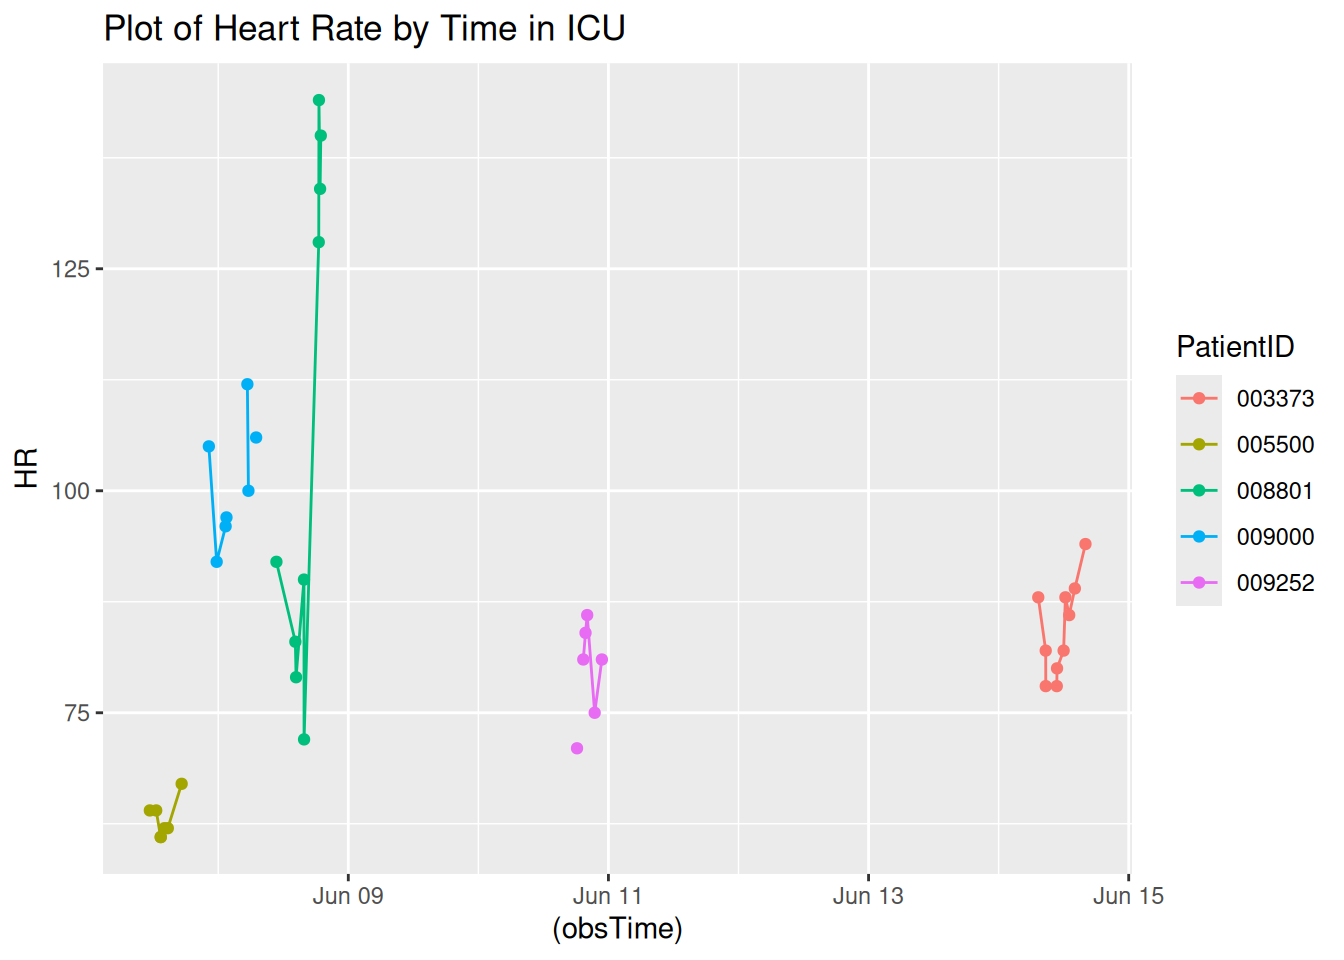 Plot of Heart Rate by Time in ICU
HR
125
100
75
Jun 09
Jun 11
Jun 13
Jun 15
(obsTime)
PatientID
003373
005500
008801
009000
009252